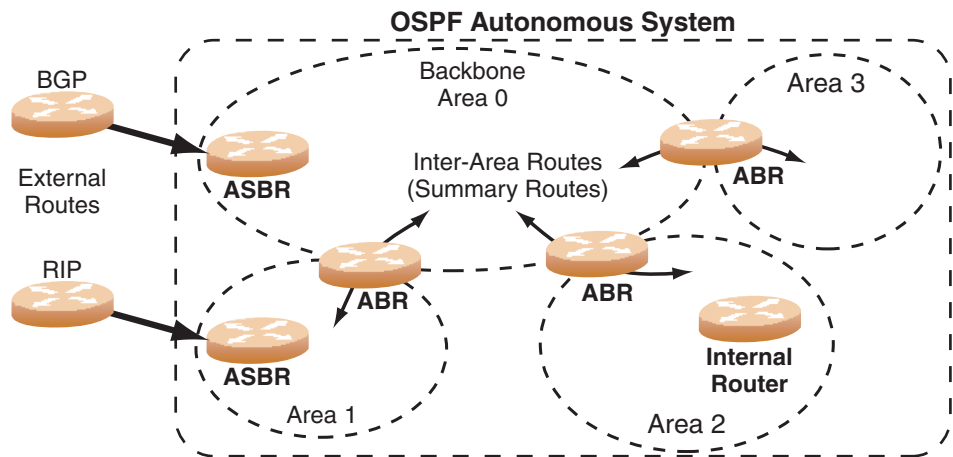 OSPF Autonomous System
BGP
Backbone
Area 0
Area 3
ASBR
External
Routes
Inter-Area Routes
(Summary Routes)
ABR
RIP
ABR
ABR
ASBR
Internal
Router
Area 1
Area 2